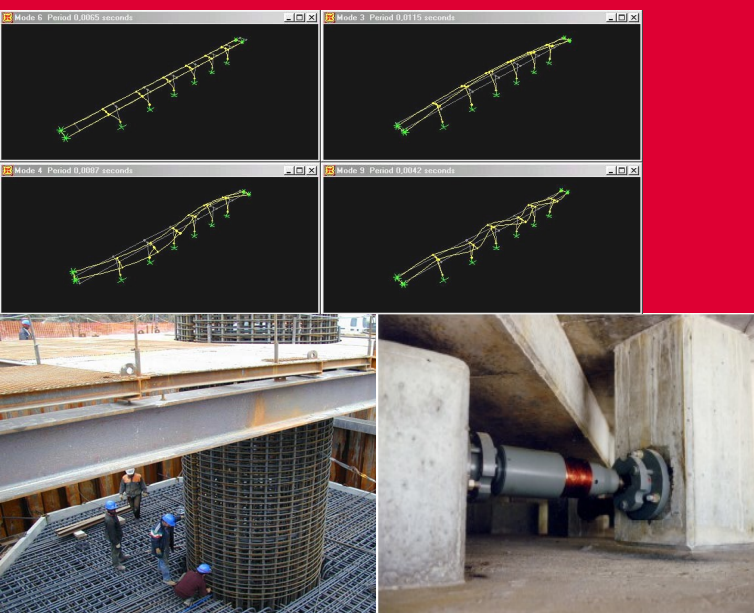 Mode 6 Period 0,0065 seconds
Mode 3 Period 0,0115 seconds
Mode 4 Period 0,0087 seconds
Mode 9 Period 0,0042 seconds